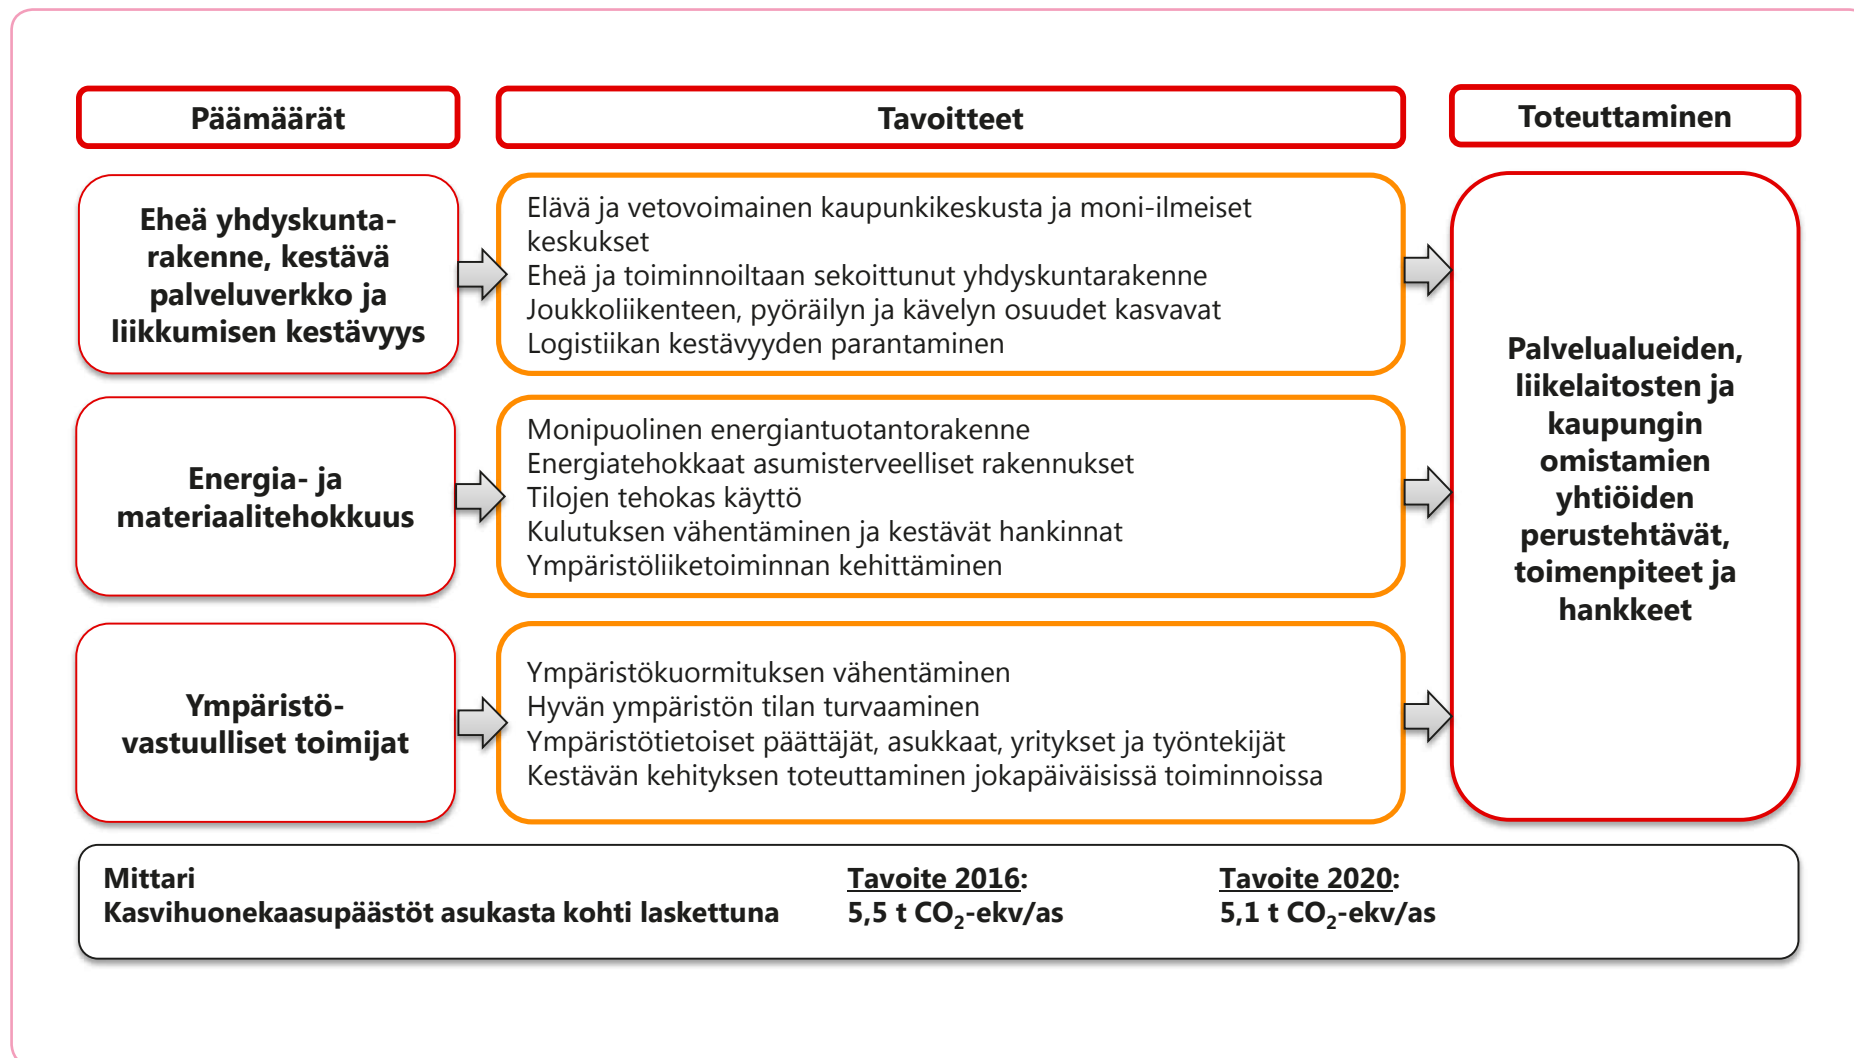 Päämäärät
Tavoitteet
Toteuttaminen
Eheä yhdyskunta-
rakenne, kestävä
palveluverkko ja
liikkumisen kestävyys
Elävä ja vetovoimainen kaupunkikeskusta ja moni-ilmeiset
keskukset
Eheä ja toiminnoiltaan sekoittunut yhdyskuntarakenne
Joukkoliikenteen, pyöräilyn ja kävelyn osuudet kasvavat
Logistiikan kestävyyden parantaminen
Energia- ja
materiaalitehokkuus
Monipuolinen energiantuotantorakenne
Energiatehokkaat asumisterveelliset rakennukset
Tilojen tehokas käyttö
Kulutuksen vähentäminen ja kestävät hankinnat
Ympäristöliiketoiminnan kehittäminen
Ympäristö-
vastuulliset toimijat
Ympäristökuormituksen vähentäminen
Hyvän ympäristön tilan turvaaminen
Ympäristötietoiset päättäjät, asukkaat, yritykset ja työntekijät
Kestävän kehityksen toteuttaminen jokapäiväisissä toiminnoissa
Palvelualueiden,
liikelaitosten ja
kaupungin
omistamien
yhtiöiden
perustehtävät,
toimenpiteet ja
hankkeet
Mittari
Kasvihuonekaasupäästöt asukasta kohti laskettuna
Tavoite 2016:
5,5 t CO₂-ekv/as
Tavoite 2020:
5,1 t CO₂-ekv/as